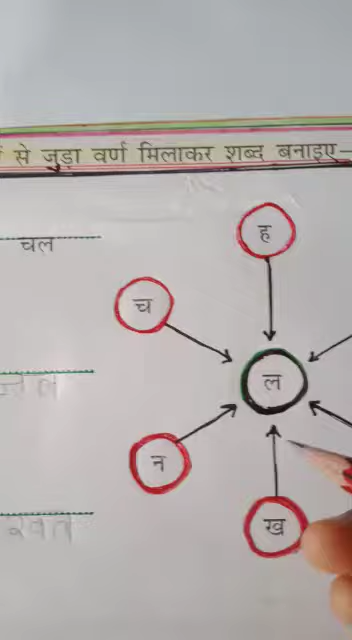 से जुड़ा वर्ण मिलाकर शब्द बनाइए–
ह
चल
च
ल
न
ख